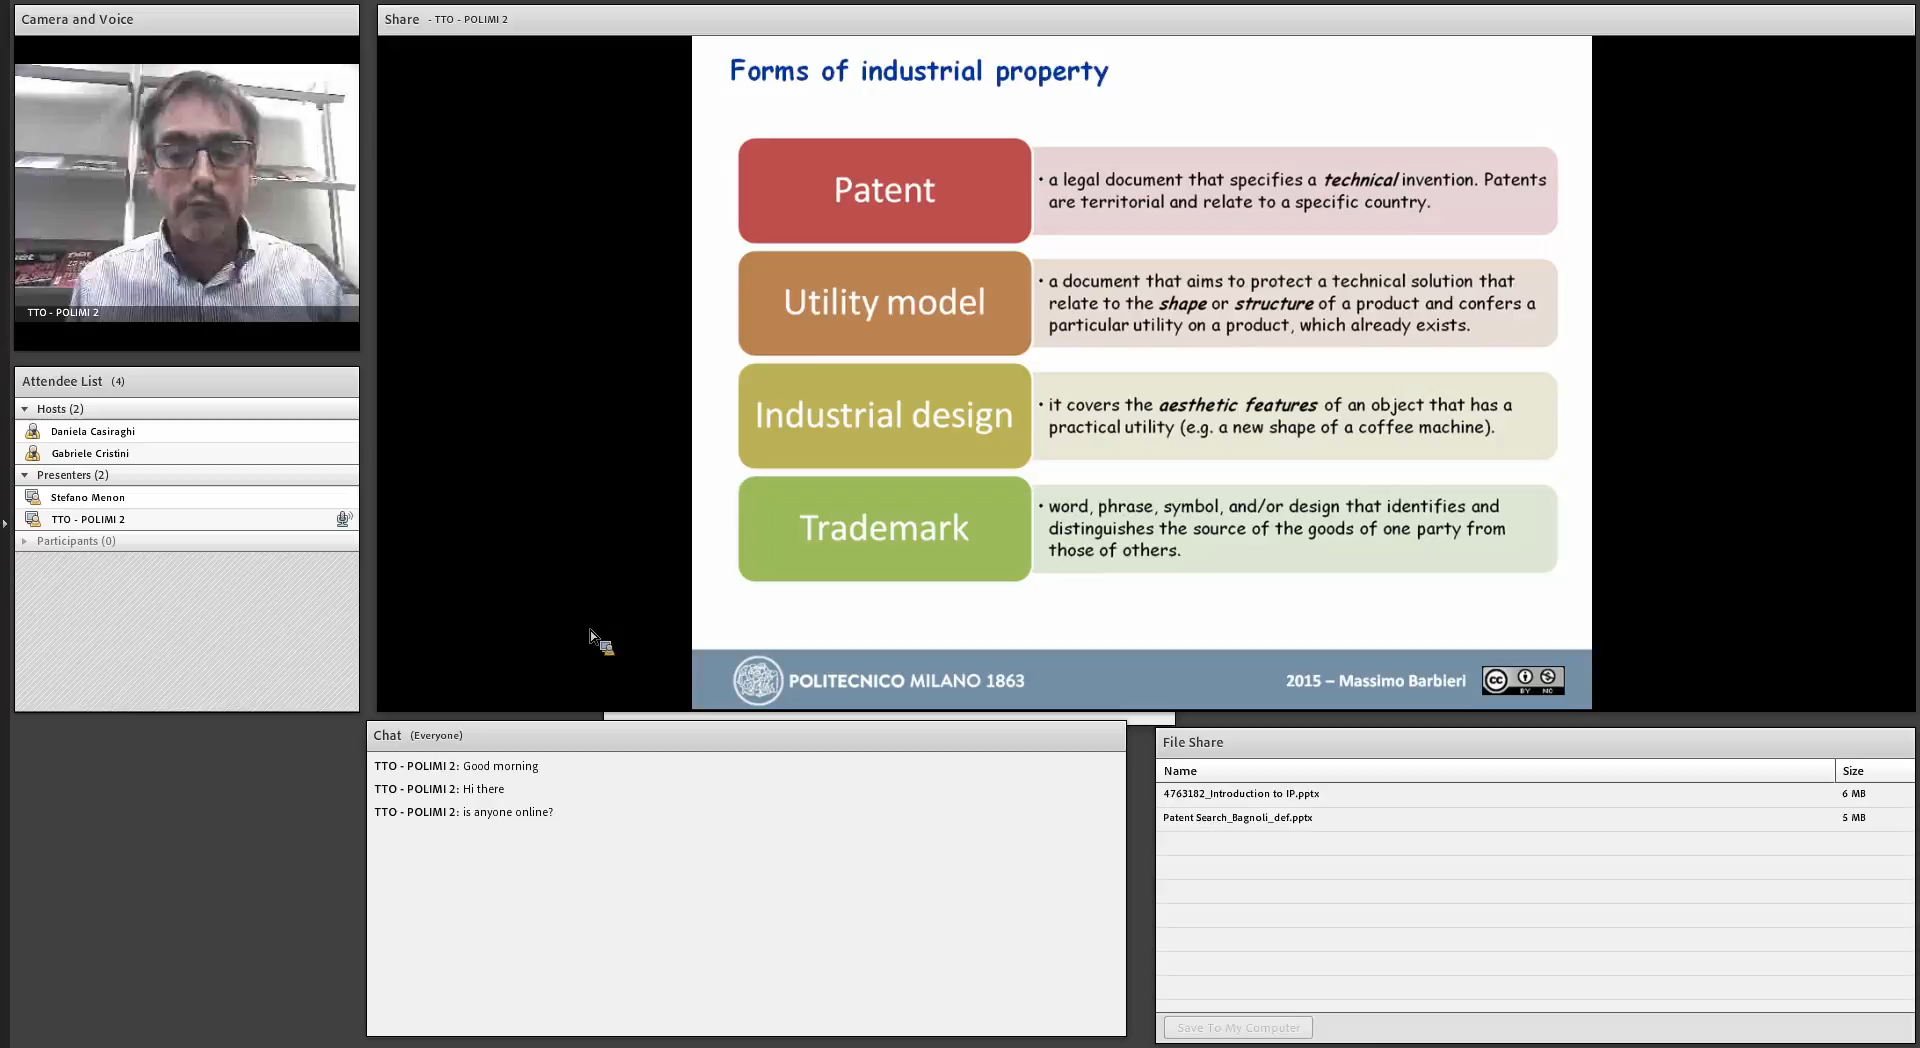 Camera and Voice
TTO - POLIMI 2
Attendee List (4)
Hosts (2)
Daniela Casiraghi
Gabriele Cristini
Presenters (2)
Stefano Menon
TTO - POLIMI 2
Participants (0)
Share - TTO - POLIMI 2
Forms of industrial property
Patent
• a legal document that specifies a technical invention. Patents
are territorial and relate to a specific country.
Utility model
• a document that aims to protect a technical solution that
relate to the shape or structure of a product and confers a
particular utility on a product, which already exists.
Industrial design
• it covers the aesthetic features of an object that has a
practical utility (e.g. a new shape of a coffee machine).
Trademark
• word, phrase, symbol, and/or design that identifies and
distinguishes the source of the goods of one party from
those of others.
POLITECNICO MILANO 1863
2015 – Massimo Barbieri
cc
BY NC
Chat (Everyone)
TTO - POLIMI 2: Good morning
TTO - POLIMI 2: Hi there
TTO - POLIMI 2: is anyone online?
File Share
Name Size
4763182_Introduction to IP.pptx 6 MB
Patent Search_Bagnoli_def.pptx 5 MB
Save To My Computer